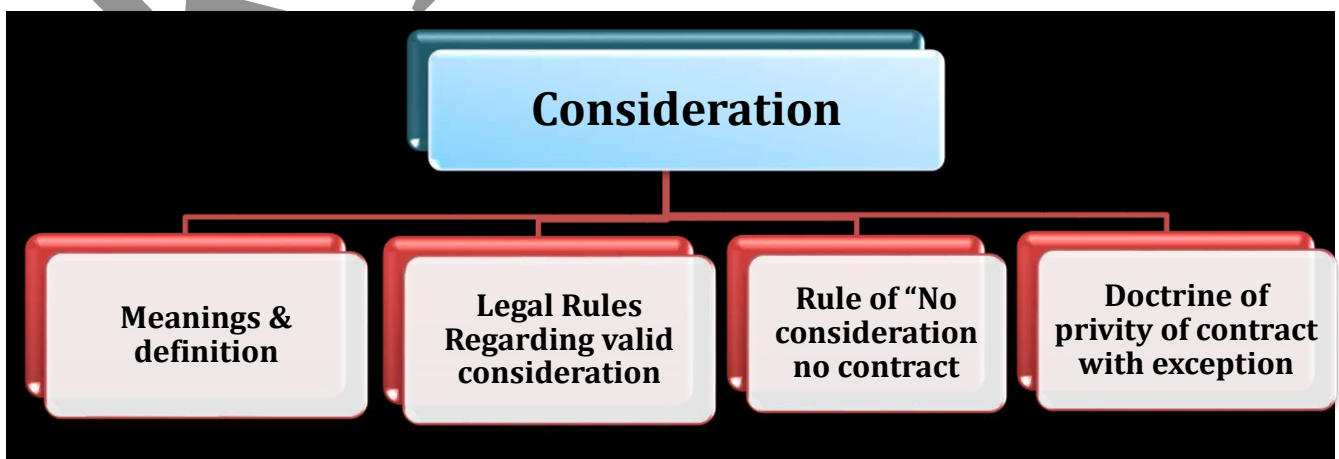 Consideration
Meanings &
definition
Legal Rules
Regarding valid
consideration
Rule of “No
consideration
no contract
Doctrine of
privity of contract
with exception